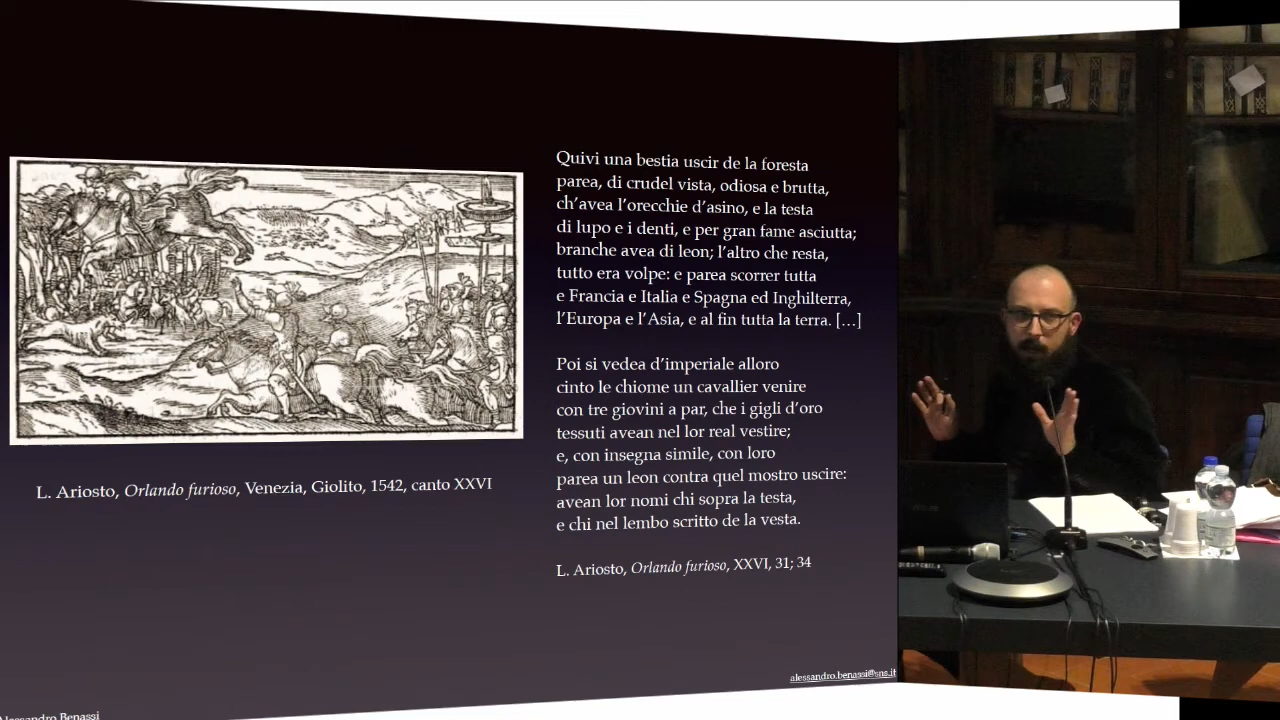 Quivi una bestia uscir de la foresta
parea, di crudel vista, odiosa e brutta,
ch'avea l'orecchie d'asino, e la testa
di lupo e i denti, e per gran fame asciutta;
branche avea di leon; l'altro che resta,
tutto era volpe: e parea scorrer tutta
e Francia e Italia e Spagna ed Inghilterra,
l'Europa e l'Asia, e al fin tutta la terra. […]
Poi si vedea d'imperiale alloro
cinto le chiome un cavallier venire
con tre giovini a par, che i gigli d'oro
tessuti avean nel lor real vestire;
e, con insegna simile, con loro
parea un leon contra quel mostro uscire:
avean lor nomi chi sopra la testa,
e chi nel lembo scritto de la vesta.
L. Ariosto, Orlando furioso, XXVI, 31; 34
L. Ariosto, Orlando furioso, Venezia, Giolito, 1542, canto XXVI
alessandro.benassi@sns.it
Alessandro Benassi